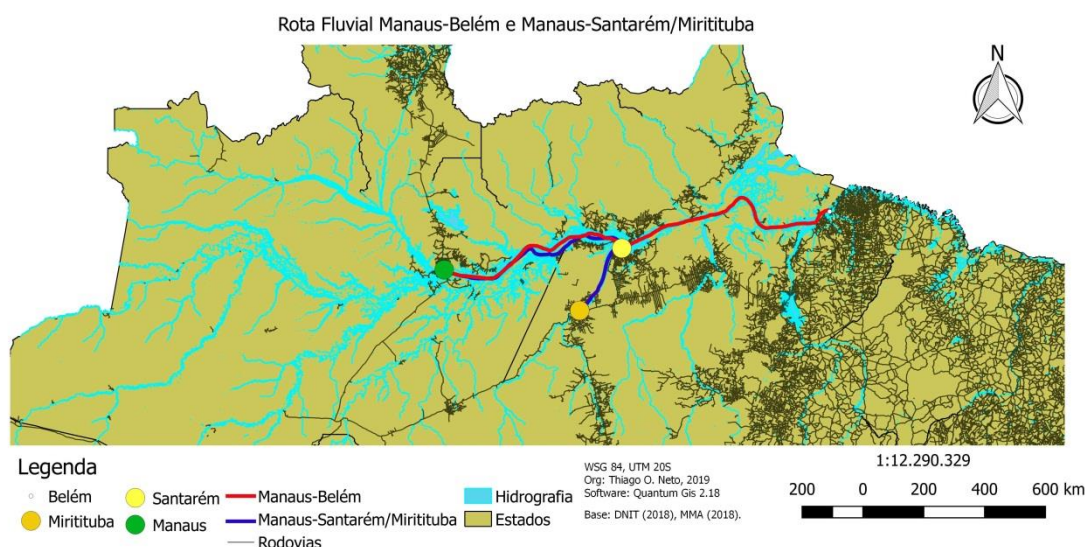 Rota Fluvial Manaus-Belém e Manaus-Santarém/Miritituba
N
Legenda
Belém
Miritituba
Santarém
Manaus
Manaus-Belém
Manaus-Santarém/Miritituba
Rodovias
Hidrografia
Estados
WSG 84, UTM 20S
Org: Thiago O. Neto, 2019
Software: Quantum Gis 2.18
Base: DNIT (2018), MMA (2018).
1:12.290.329
200 0 200 400 600 km